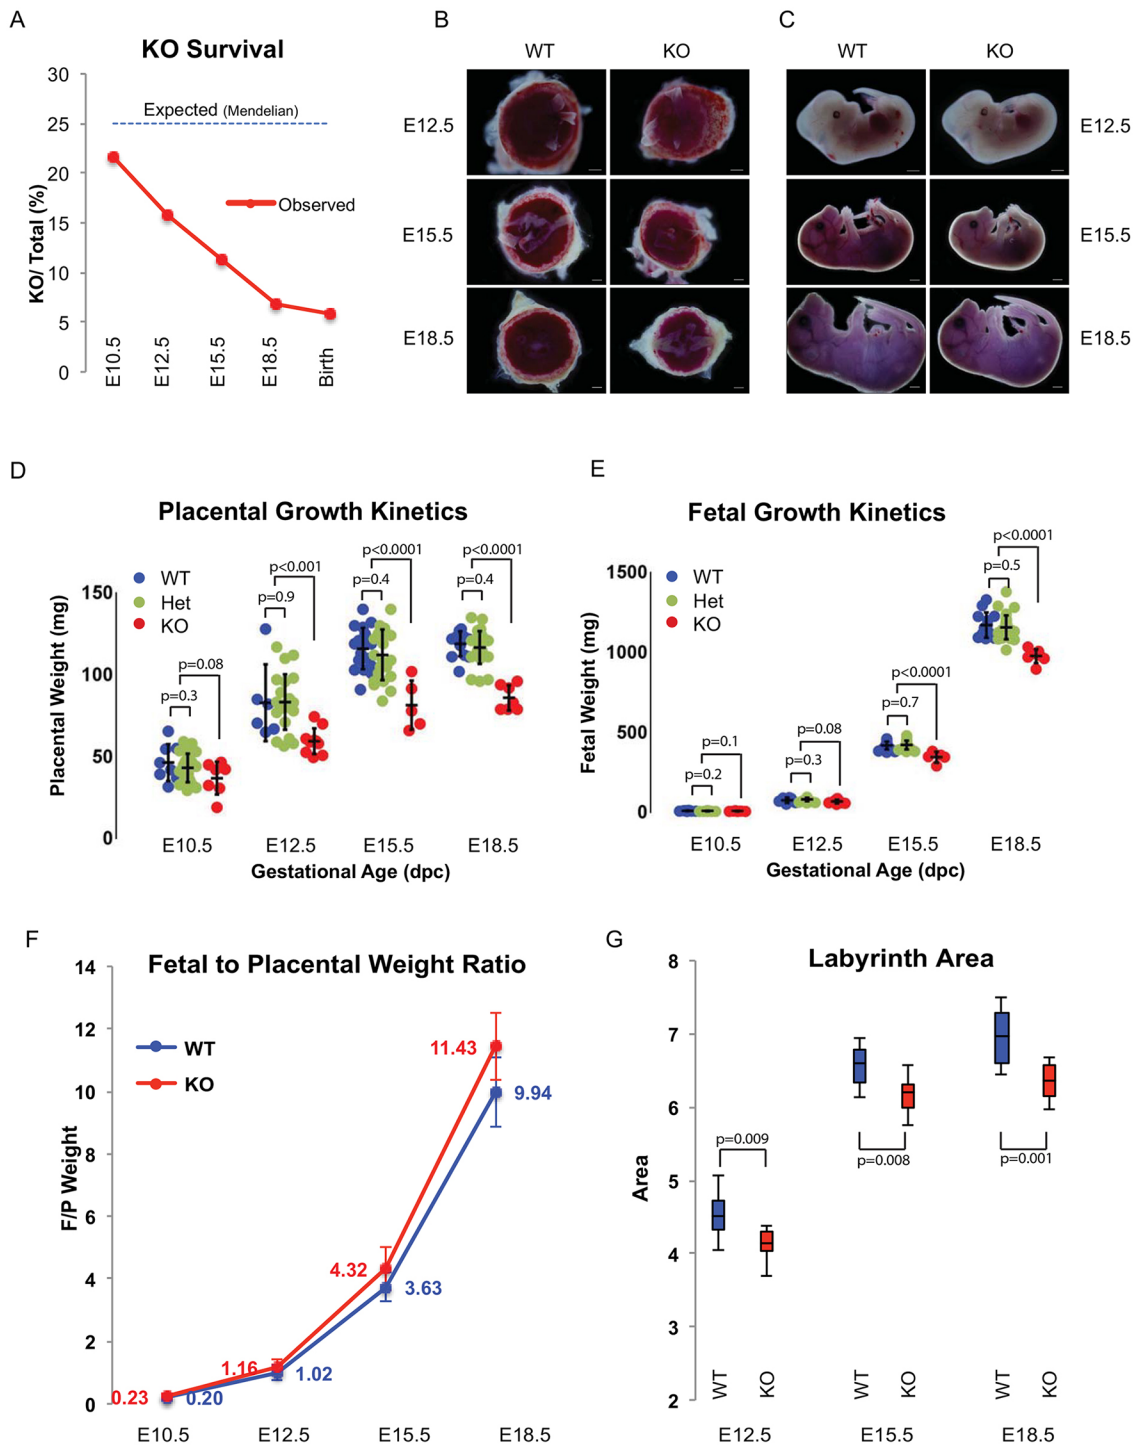 A
KO Survival
30
25
20
15
10
5
0
KO/ Total (%)
Expected (Mendelian)
Observed
E10.5
E12.5
E15.5
E18.5
Birth
B
WT
KO
E12.5
E15.5
E18.5
C
WT
KO
E12.5
E15.5
E18.5
D
Placental Growth Kinetics
Placental Weight (mg)
150
100
50
0
WT
Het
KO
p=0.3
p=0.08
p=0.9
p<0.001
p=0.4
p<0.0001
p=0.4
p<0.0001
E10.5
E12.5
E15.5
E18.5
Gestational Age (dpc)
E
Fetal Growth Kinetics
Fetal Weight (mg)
1500
1000
500
0
WT
Het
KO
p=0.2
p=0.1
p=0.3
p=0.08
p=0.7
p<0.0001
p=0.5
p<0.0001
E10.5
E12.5
E15.5
E18.5
Gestational Age (dpc)
F
Fetal to Placental Weight Ratio
F/P Weight
14
12
10
8
6
4
2
0
WT
KO
0.23
0.20
1.16
1.02
4.32
3.63
11.43
9.94
E10.5
E12.5
E15.5
E18.5
G
Labyrinth Area
Area
8
7
6
5
4
3
2
p=0.009
p=0.008
p=0.001
WT
KO
WT
KO
WT
KO
E12.5
E15.5
E18.5